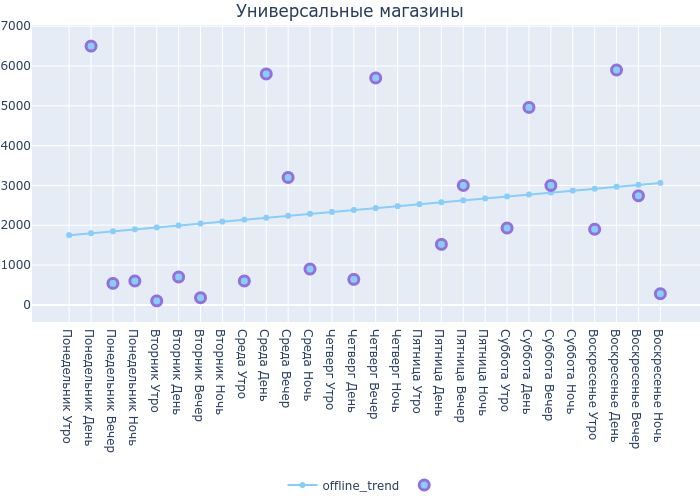 Универсальные магазины
7000
6000
5000
4000
3000
2000
1000
0
Понедельник Утро
Понедельник День
Понедельник Вечер
Понедельник Ночь
Вторник Утро
Вторник День
Вторник Вечер
Вторник Ночь
Среда Утро
Среда День
Среда Вечер
Среда Ночь
Четверг Утро
Четверг День
Четверг Вечер
Четверг Ночь
Пятница Утро
Пятница День
Пятница Вечер
Пятница Ночь
Суббота Утро
Суббота День
Суббота Вечер
Суббота Ночь
Воскресенье Утро
Воскресенье День
Воскресенье Вечер
Воскресенье Ночь
offline_trend